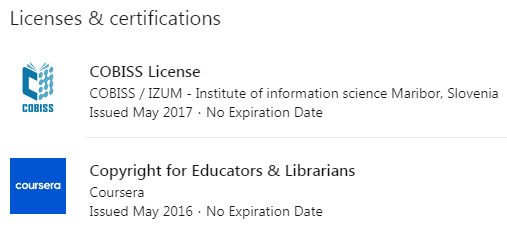 Licenses & certifications
COBISS
COBISS License
COBISS / IZUM - Institute of information science Maribor, Slovenia
Issued May 2017 · No Expiration Date
coursera
Copyright for Educators & Librarians
Coursera
Issued May 2016 · No Expiration Date